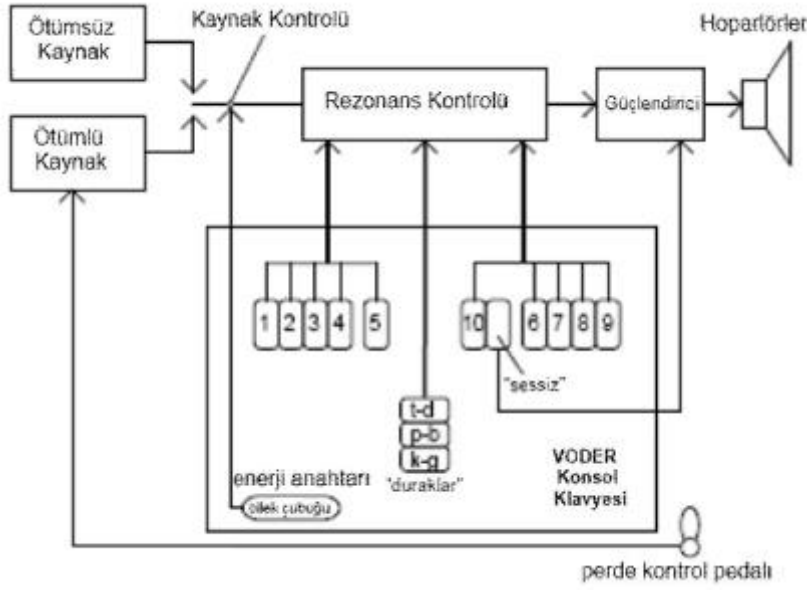 Ötümsüz
Kaynak
Kaynak Kontrolü
Hoparlörler
Ötümlü
Kaynak
Rezonans Kontrolü
Güçlendirici
1 2 3 4 5
10 6 7 8 9
"sessiz"
t-d
p-b
k-g
"duraklar"
enerji anahtarı
bilek çubuğu
VODER
Konsol
Klavyesi
perde kontrol pedalı